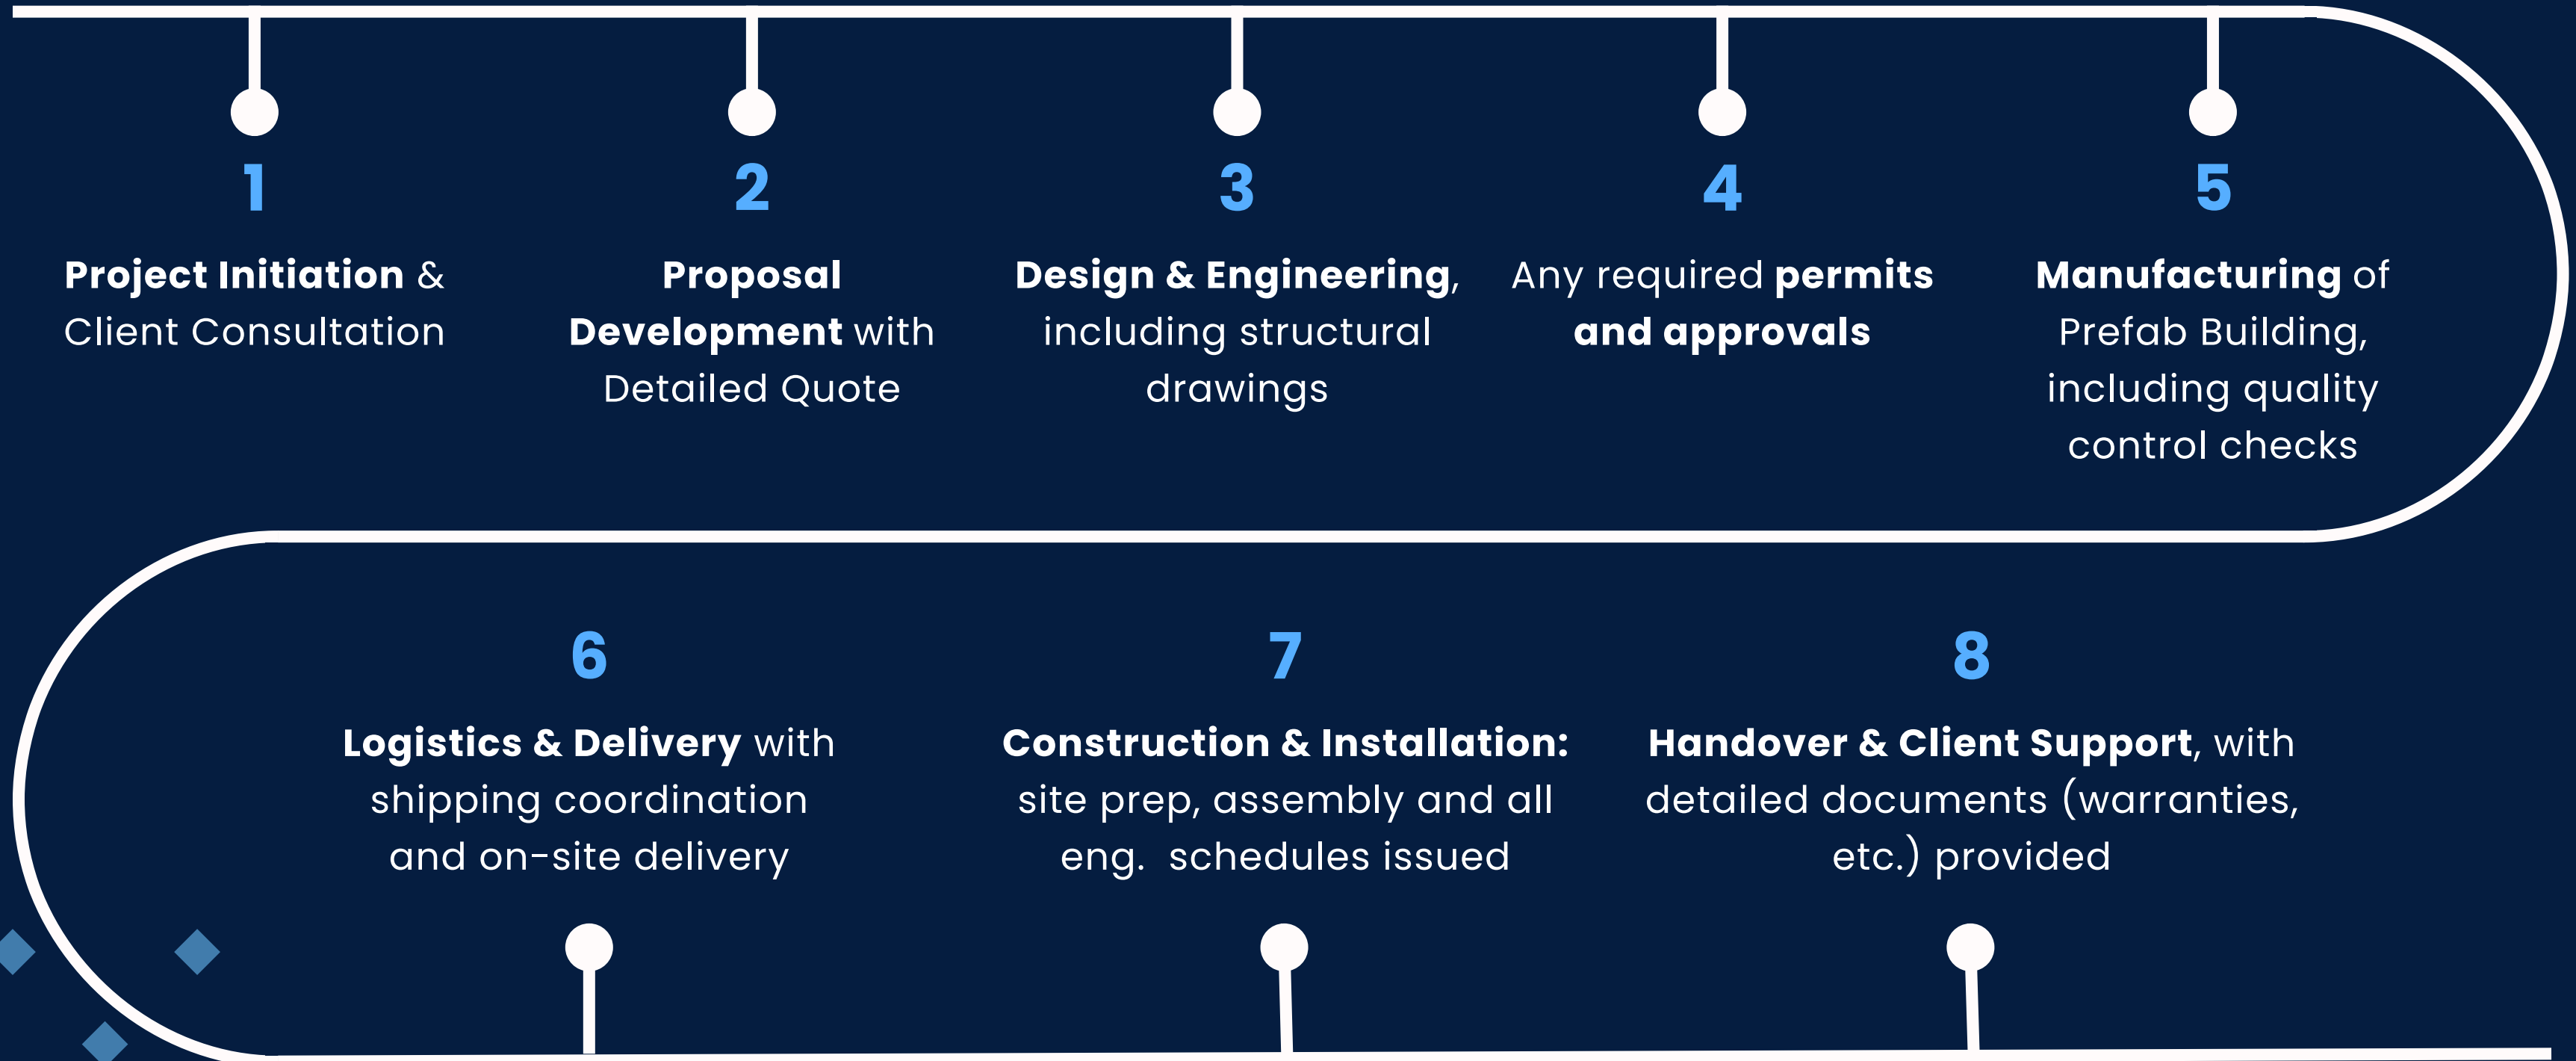 1
Project Initiation &
Client Consultation
2
Proposal
Development with
Detailed Quote
3
Design & Engineering,
including structural
drawings
4
Any required permits
and approvals
5
Manufacturing of
Prefab Building,
including quality
control checks
6
Logistics & Delivery with
shipping coordination
and on-site delivery
7
Construction & Installation:
site prep, assembly and all
eng.  schedules issued
8
Handover & Client Support, with
detailed documents (warranties,
etc.) provided